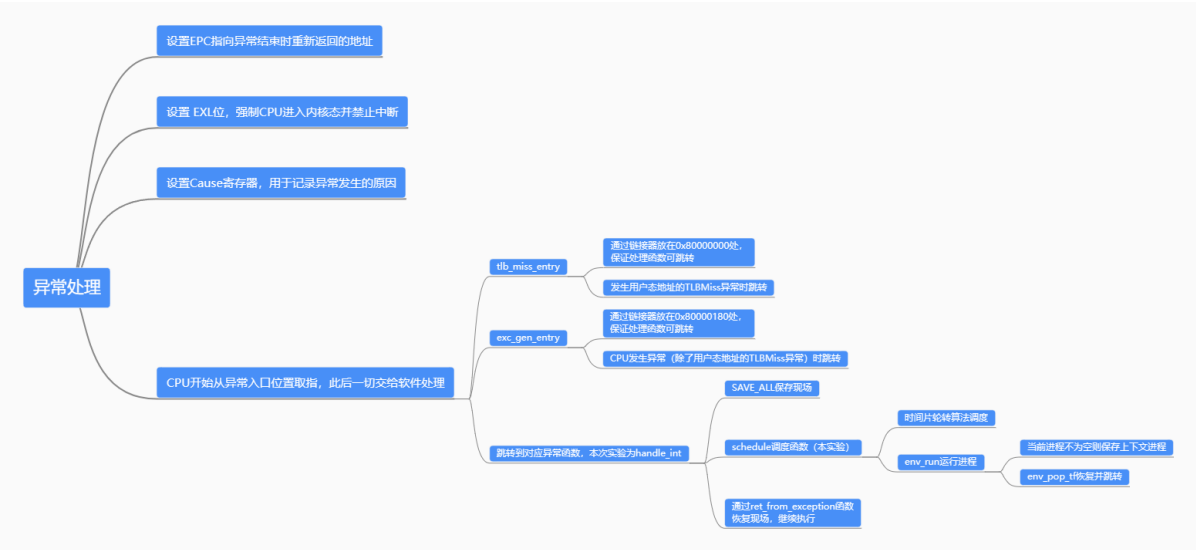 异常处理
设置EPC指向异常结束时重新返回的地址
设置 EXL位，强制CPU进入内核态并禁止中断
设置Cause寄存器，用于记录异常发生的原因
CPU开始从异常入口位置取指，此后一切交给软件处理
tlb_miss_entry
通过链接器放在0x80000000处，
保证处理函数可跳转
发生用户态地址的TLBMiss异常时跳转
exc_gen_entry
通过链接器放在0x80000180处，
保证处理函数可跳转
CPU发生异常（除了用户态地址的TLBMiss异常）时跳转
跳转到对应异常函数，本次实验为handle_int
SAVE_ALL保存现场
schedule调度函数（本实验）
时间片轮转算法调度
env_run运行进程
当前进程不为空则保存上下文进程
env_pop_tf恢复并跳转
通过ret_from_exception函数
恢复现场，继续执行